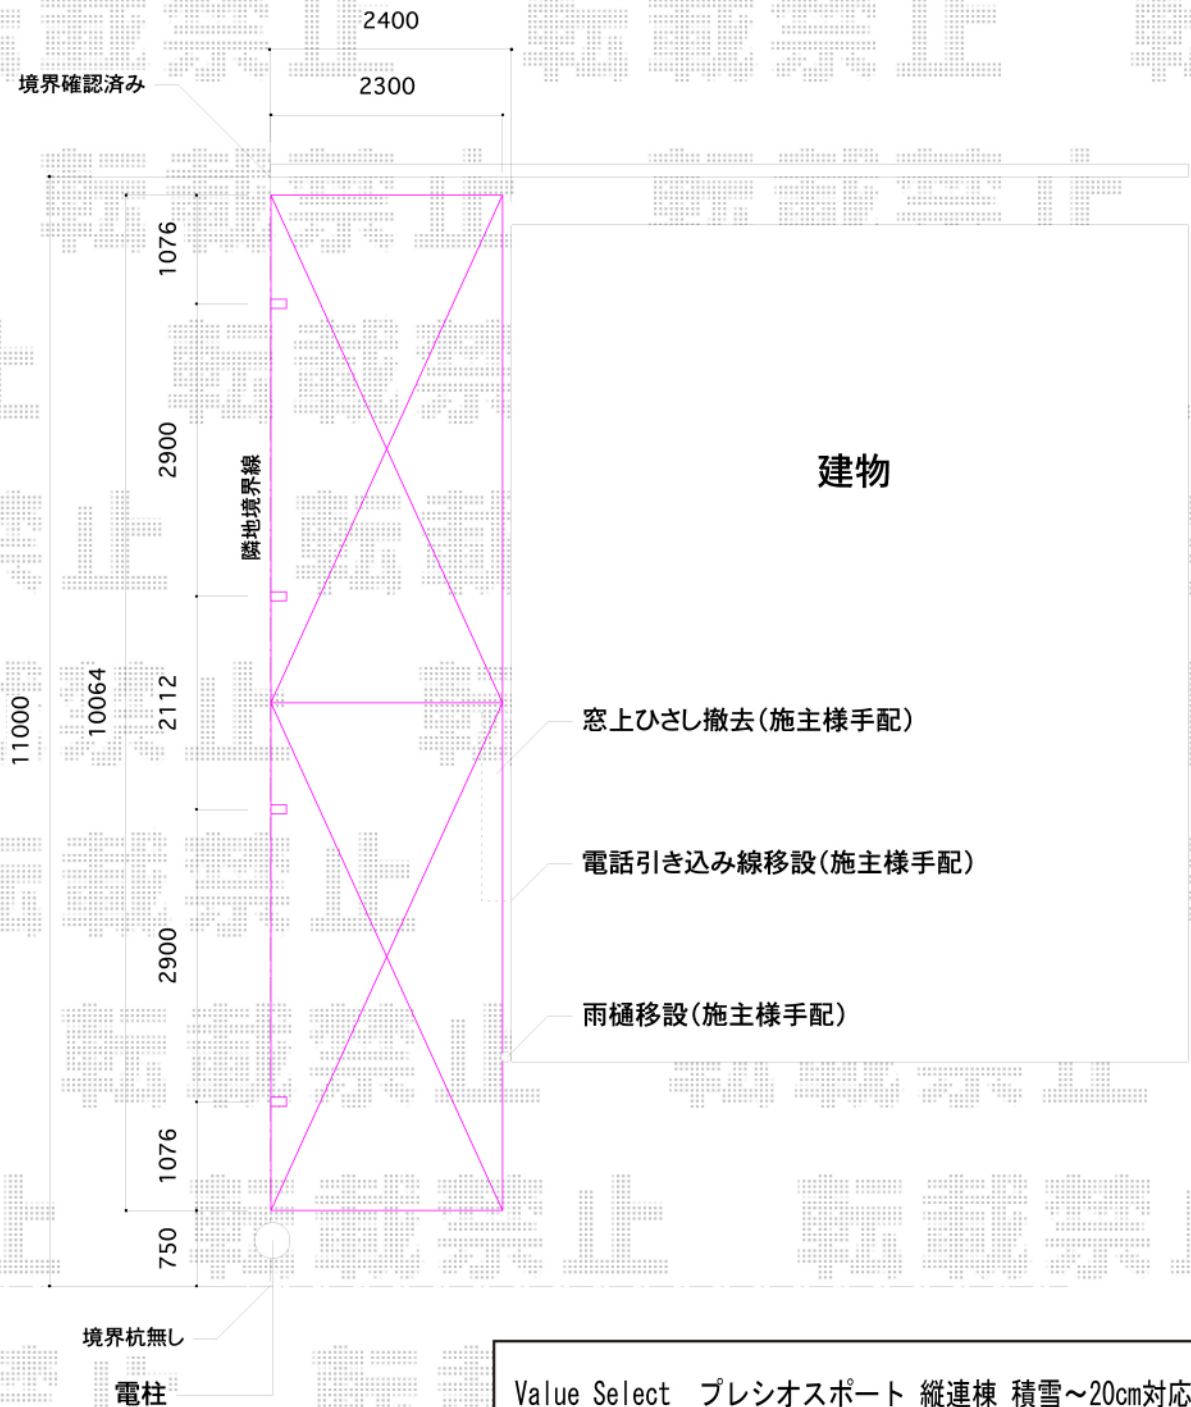 2400
境界確認済み
2300
1076
2900
隣地境界線
建物
11000
10064
2112
窓上ひさし撤去(施主様手配)
電話引き込み線移設(施主様手配)
2900
雨樋移設(施主様手配)
1076
750
境界杭無し
電柱
Value Select プレシオスポート 縦連棟 積雪～20cm対応
転載禁止